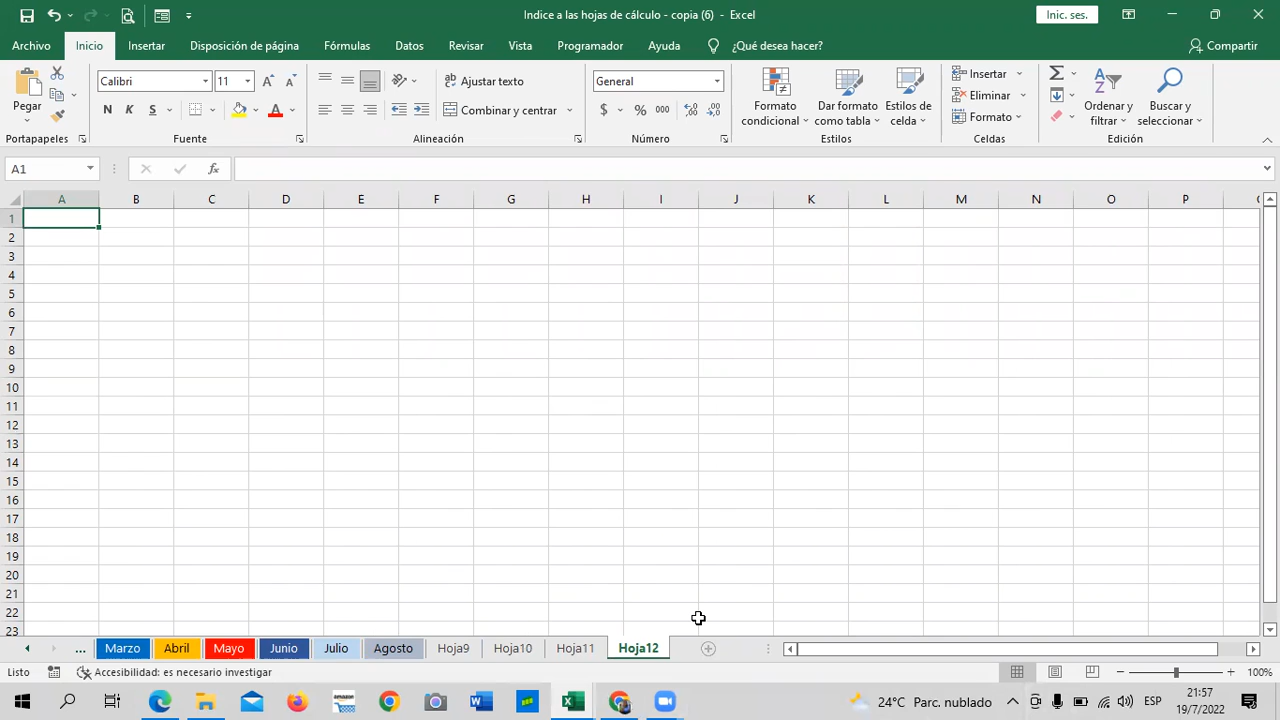 Indice a las hojas de cálculo - copia (6) - Excel
Inic. ses.
Archivo Inicio Insertar Disposición de página Fórmulas Datos Revisar Vista Programador Ayuda ¿Qué desea hacer? Compartir
Pegar
Calibri 11
N K S A
Ajustar texto
Combinar y centrar
General
$ % 000
Formato condicional
Dar formato como tabla
Estilos de celda
Insertar
Eliminar
Formato
Ordenar y filtrar
Buscar y seleccionar
Portapapeles Fuente Alineación Número Estilos Celdas Edición
A1 fx
A B C D E F G H I J K L M N O P
1
2
3
4
5
6
7
8
9
10
11
12
13
14
15
16
17
18
19
20
21
22
23
... Marzo Abril Mayo Junio Julio Agosto Hoja9 Hoja10 Hoja11 Hoja12
Listo Accesibilidad: es necesario investigar 100%
24°C Parc. nublado ESP 21:57
19/7/2022